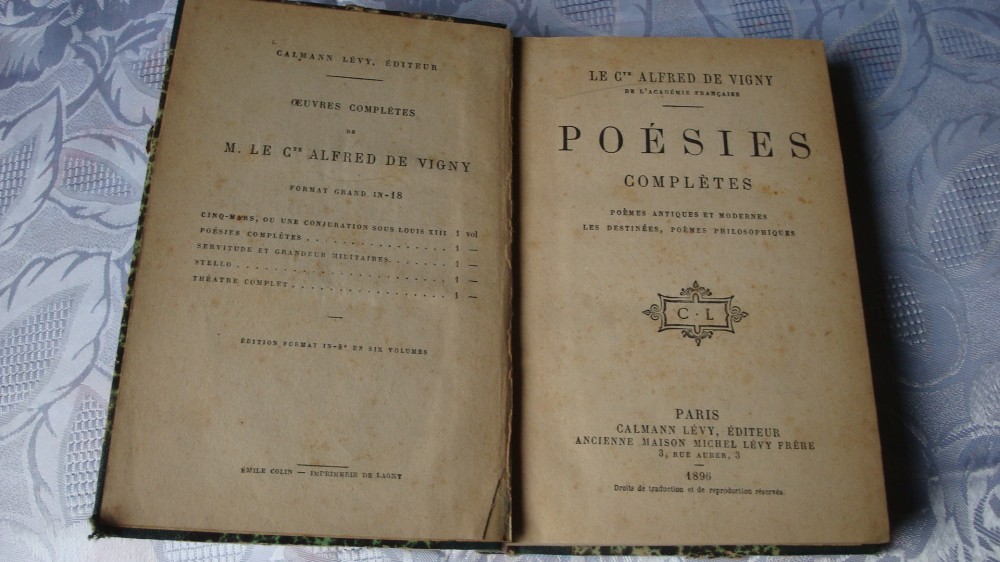 CALMANN LÉVY, ÉDITEUR
ŒUVRES COMPLÈTES
DE
M. LE Cte ALFRED DE VIGNY
FORMAT GRAND IN-18
CINQ-MARS, OU UNE CONJURATION SOUS LOUIS XIII 1 vol
POÉSIES COMPLÈTES . . . . . . . . . . . . . . . 1 —
SERVITUDE ET GRANDEUR MILITAIRES. . . . . . . 1 —
STELLO . . . . . . . . . . . . . . . . . . . . . 1 —
THÉATRE COMPLET . . . . . . . . . . . . . . . . 1 —
ÉDITION FORMAT IN-8º EN SIX VOLUMES
ÉMILE COLIN — IMPRIMERIE DE LAGNY
LE Cte ALFRED DE VIGNY
DE L'ACADÉMIE FRANÇAISE
POÉSIES
COMPLÈTES
POÈMES ANTIQUES ET MODERNES
LES DESTINÉES, POÈMES PHILOSOPHIQUES
C · L
PARIS
CALMANN LÉVY, ÉDITEUR
ANCIENNE MAISON MICHEL LÉVY FRÈRE
3, RUE AUBER, 3
1896
Droits de traduction et de reproduction réservés.